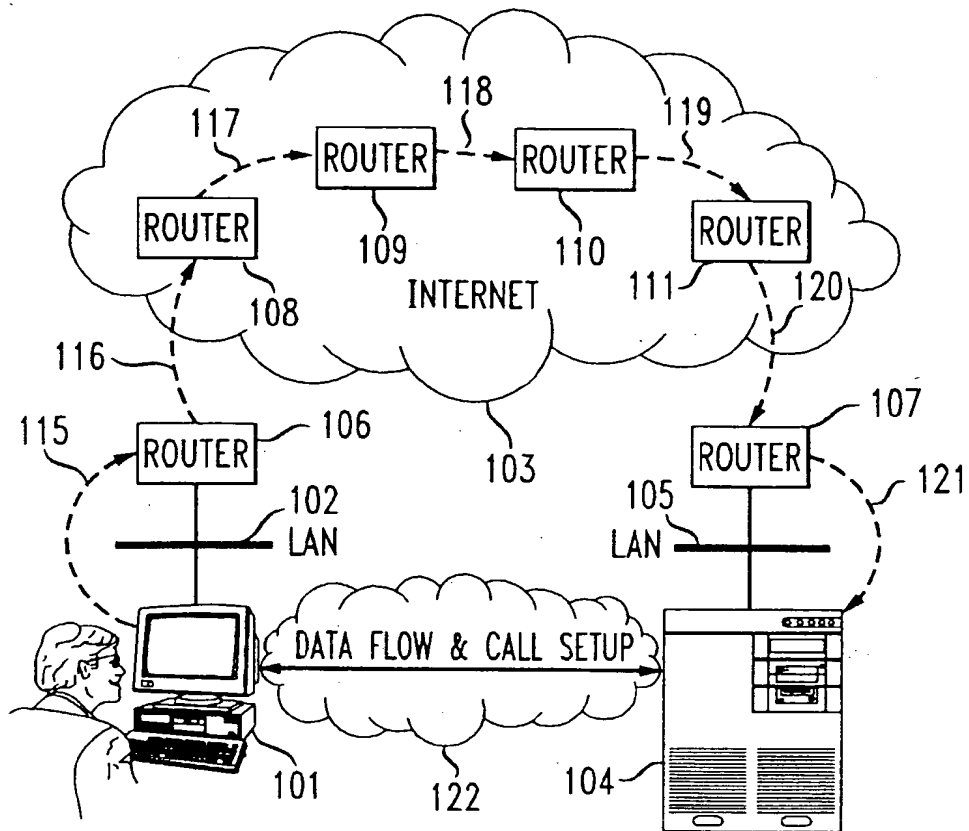 118
119
117
ROUTER
ROUTER
ROUTER
109
110
ROUTER
111
120
108
INTERNET
116
107
115
ROUTER
106
103
ROUTER
121
102
LAN
105
LAN
DATA FLOW & CALL SETUP
101
122
104